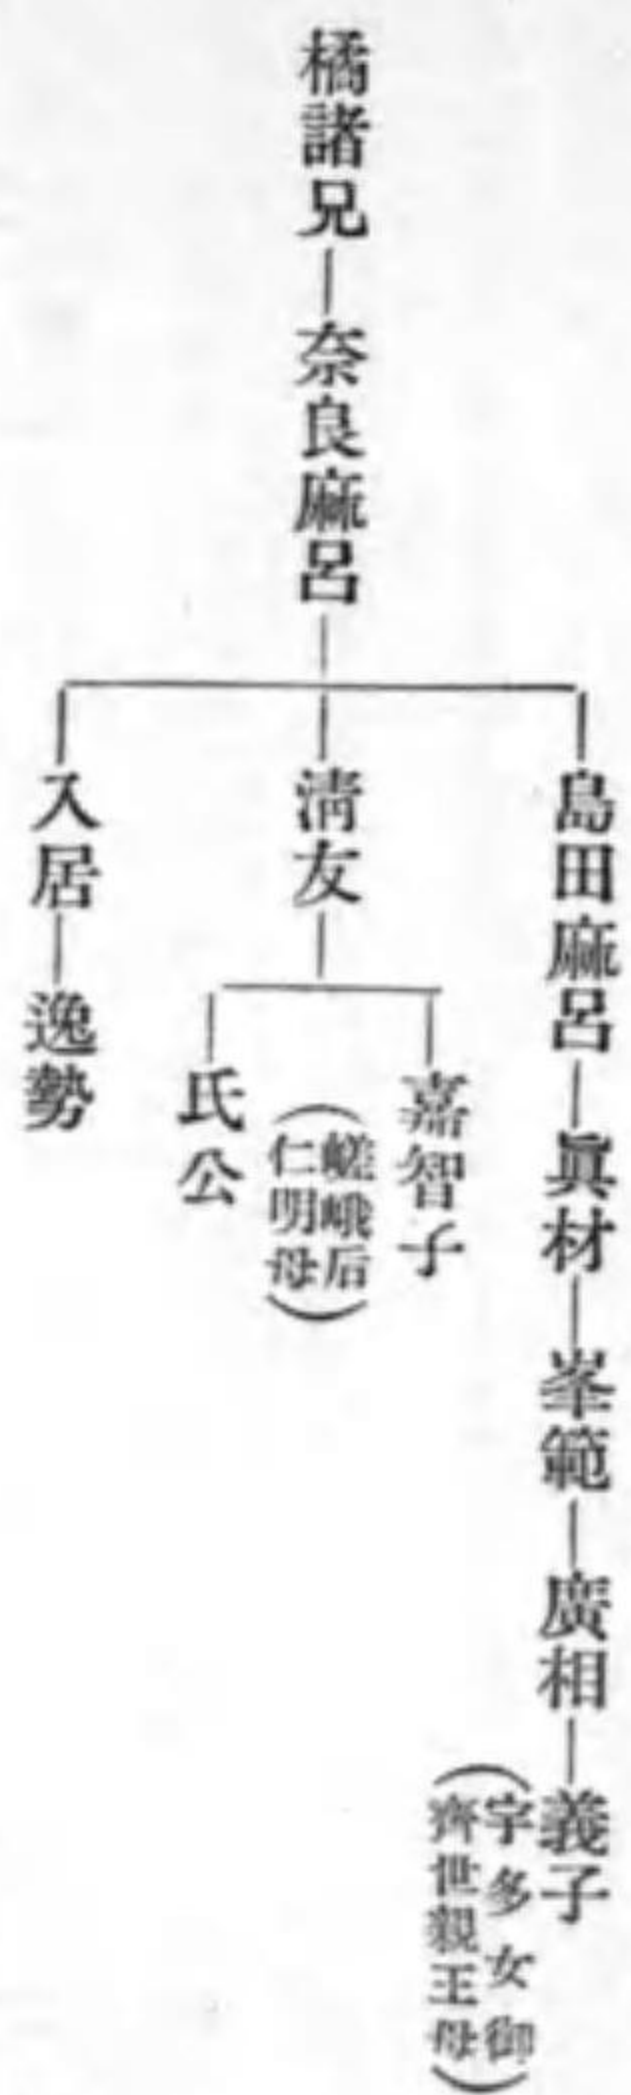 橘諸兄―奈良麻呂
島田麻呂―眞材―峯範―廣相―義子
(宇多女御
齊世親王母)
淸友
嘉智子
(嵯峨后
仁明母)
氏公
入居―逸勢